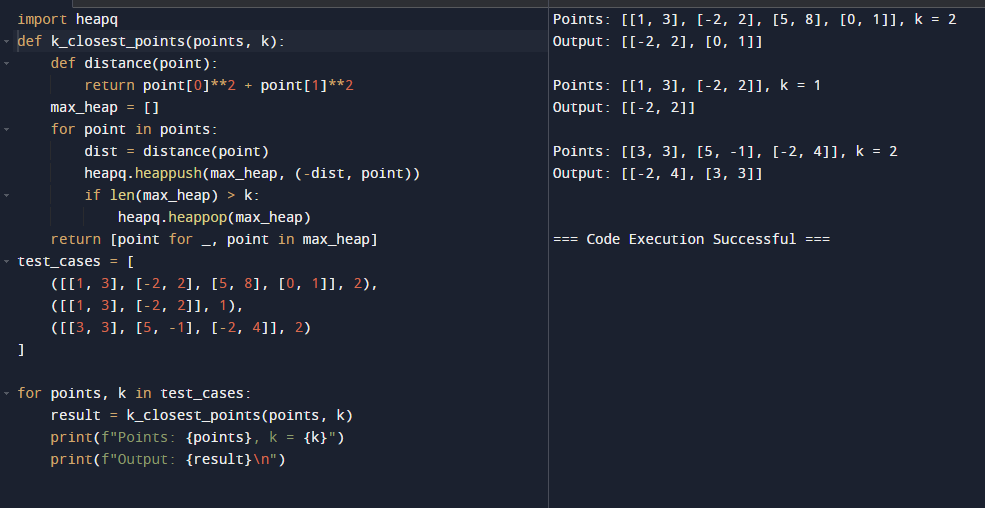 import heapq
def k_closest_points(points, k):
    def distance(point):
        return point[0]**2 + point[1]**2
    max_heap = []
    for point in points:
        dist = distance(point)
        heapq.heappush(max_heap, (-dist, point))
        if len(max_heap) > k:
            heapq.heappop(max_heap)
    return [point for _, point in max_heap]
test_cases = [
    ([[1, 3], [-2, 2], [5, 8], [0, 1]], 2),
    ([[1, 3], [-2, 2]], 1),
    ([[3, 3], [5, -1], [-2, 4]], 2)
]
for points, k in test_cases:
    result = k_closest_points(points, k)
    print(f"Points: {points}, k = {k}")
    print(f"Output: {result}\n")
Points: [[1, 3], [-2, 2], [5, 8], [0, 1]], k = 2
Output: [[-2, 2], [0, 1]]
Points: [[1, 3], [-2, 2]], k = 1
Output: [[-2, 2]]
Points: [[3, 3], [5, -1], [-2, 4]], k = 2
Output: [[-2, 4], [3, 3]]
=== Code Execution Successful ===